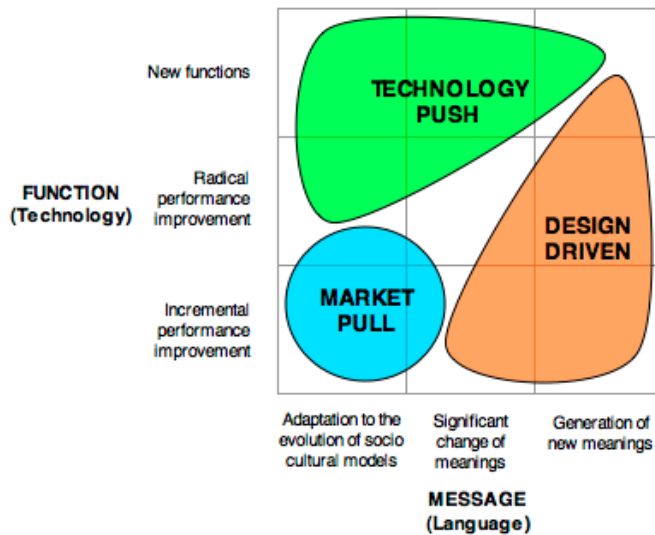 New functions
TECHNOLOGY
PUSH
Radical
performance
improvement
FUNCTION
(Technology)
DESIGN
DRIVEN
MARKET
PULL
Incremental
performance
improvement
Adaptation to the
evolution of socio
cultural models
Significant
change of
meanings
Generation of
new meanings
MESSAGE
(Language)